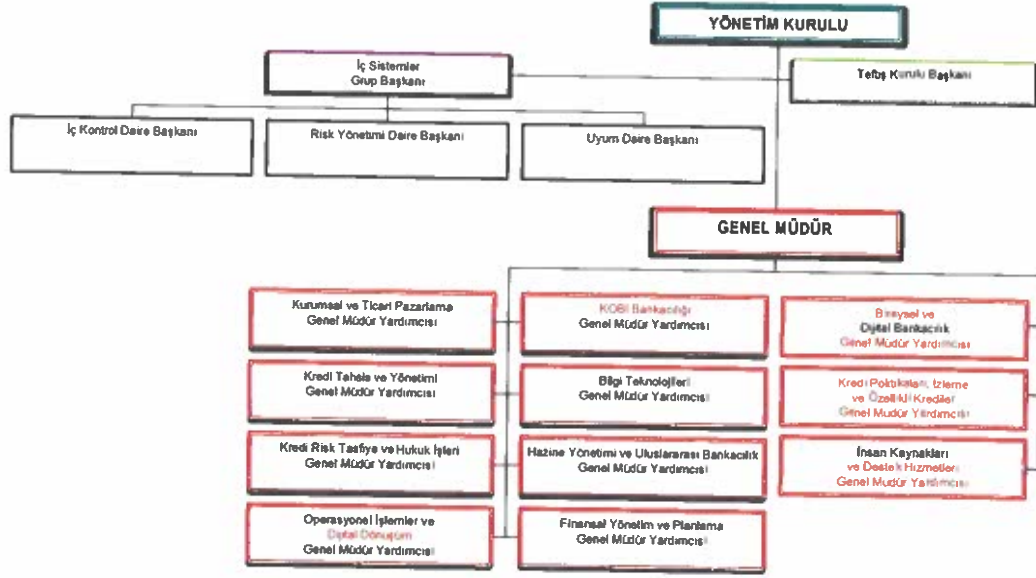 YÖNETİM KURULU
İç Sistemler
Grup Başkanı
Teftiş Kurulu Başkanı
İç Kontrol Daire Başkanı
Risk Yönetimi Daire Başkanı
Uyum Daire Başkanı
GENEL MÜDÜR
Kurumsal ve Ticari Pazarlama
Genel Müdür Yardımcısı
KOBİ Bankacılığı
Genel Müdür Yardımcısı
Bireysel ve
Dijital Bankacılık
Genel Müdür Yardımcısı
Kredi Tahsis ve Yönetimi
Genel Müdür Yardımcısı
Bilgi Teknolojileri
Genel Müdür Yardımcısı
Kredi Politikaları, İzleme
ve Özellikli Krediler
Genel Müdür Yardımcısı
Kredi Risk Tasfiye ve Hukuk İşleri
Genel Müdür Yardımcısı
Hazine Yönetimi ve Uluslararası Bankacılık
Genel Müdür Yardımcısı
İnsan Kaynakları
ve Destek Hizmetleri
Genel Müdür Yardımcısı
Operasyonel İşlemler ve
Dijital Dönüşüm
Genel Müdür Yardımcısı
Finansal Yönetim ve Planlama
Genel Müdür Yardımcısı